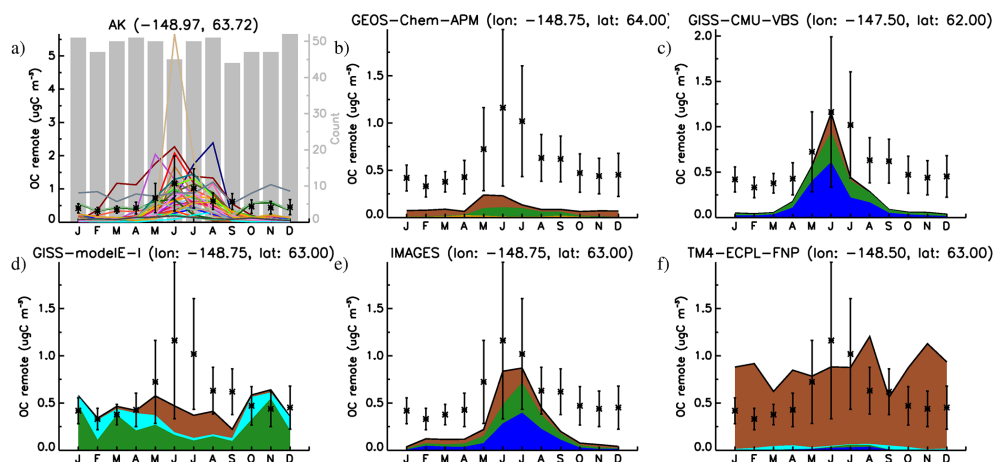 a)
AK (−148.97, 63.72)
OC remote (ugC m⁻³)
5
4
3
2
1
0
50
40
30
20
10
0
Count
J F M A M J J A S O N D
b)
GEOS−Chem−APM (lon: −148.75, lat: 64.00)
OC remote (ugC m⁻³)
1.5
1.0
0.5
0.0
J F M A M J J A S O N D
c)
GISS−CMU−VBS (lon: −147.50, lat: 62.00)
OC remote (ugC m⁻³)
2.0
1.5
1.0
0.5
0.0
J F M A M J J A S O N D
d)
GISS−modelE−I (lon: −148.75, lat: 63.00)
OC remote (ugC m⁻³)
1.5
1.0
0.5
0.0
J F M A M J J A S O N D
e)
IMAGES (lon: −148.75, lat: 63.00)
OC remote (ugC m⁻³)
1.5
1.0
0.5
0.0
J F M A M J J A S O N D
f)
TM4−ECPL−FNP (lon: −148.50, lat: 63.00)
OC remote (ugC m⁻³)
1.5
1.0
0.5
0.0
J F M A M J J A S O N D